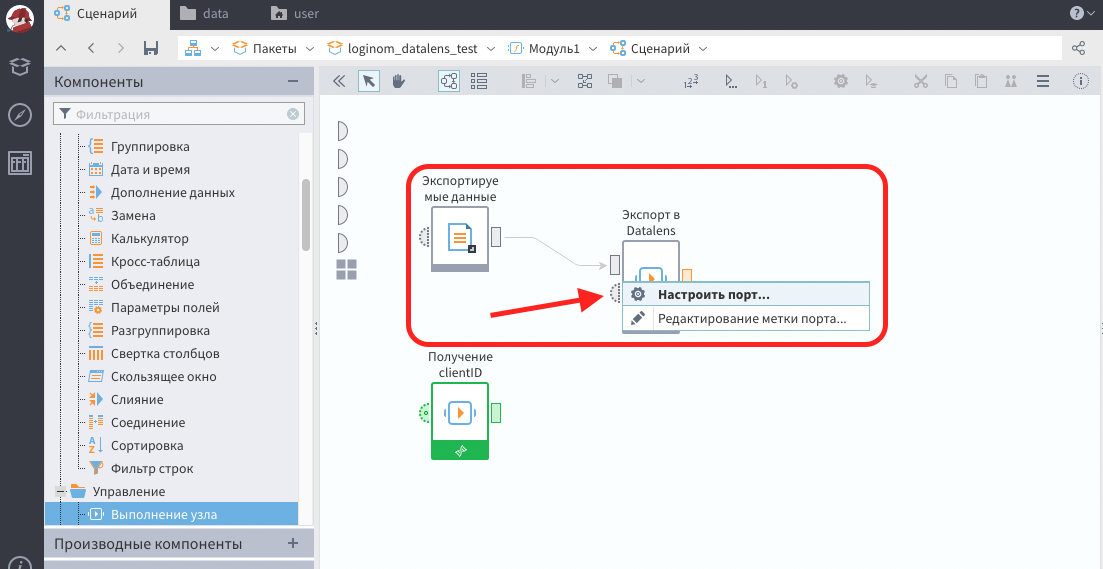 Сценарий
data
user
?
Пакеты
loginom_datalens_test
Модуль1
Сценарий
Компоненты
Фильтрация
Группировка
Дата и время
Дополнение данных
Замена
Калькулятор
Кросс-таблица
Объединение
Параметры полей
Разгруппировка
Свертка столбцов
Скользящее окно
Слияние
Соединение
Сортировка
Фильтр строк
Управление
Выполнение узла
Производные компоненты
Экспортируе
мые данные
Экспорт в
Datalens
Настроить порт...
Редактирование метки порта...
Получение
clientID